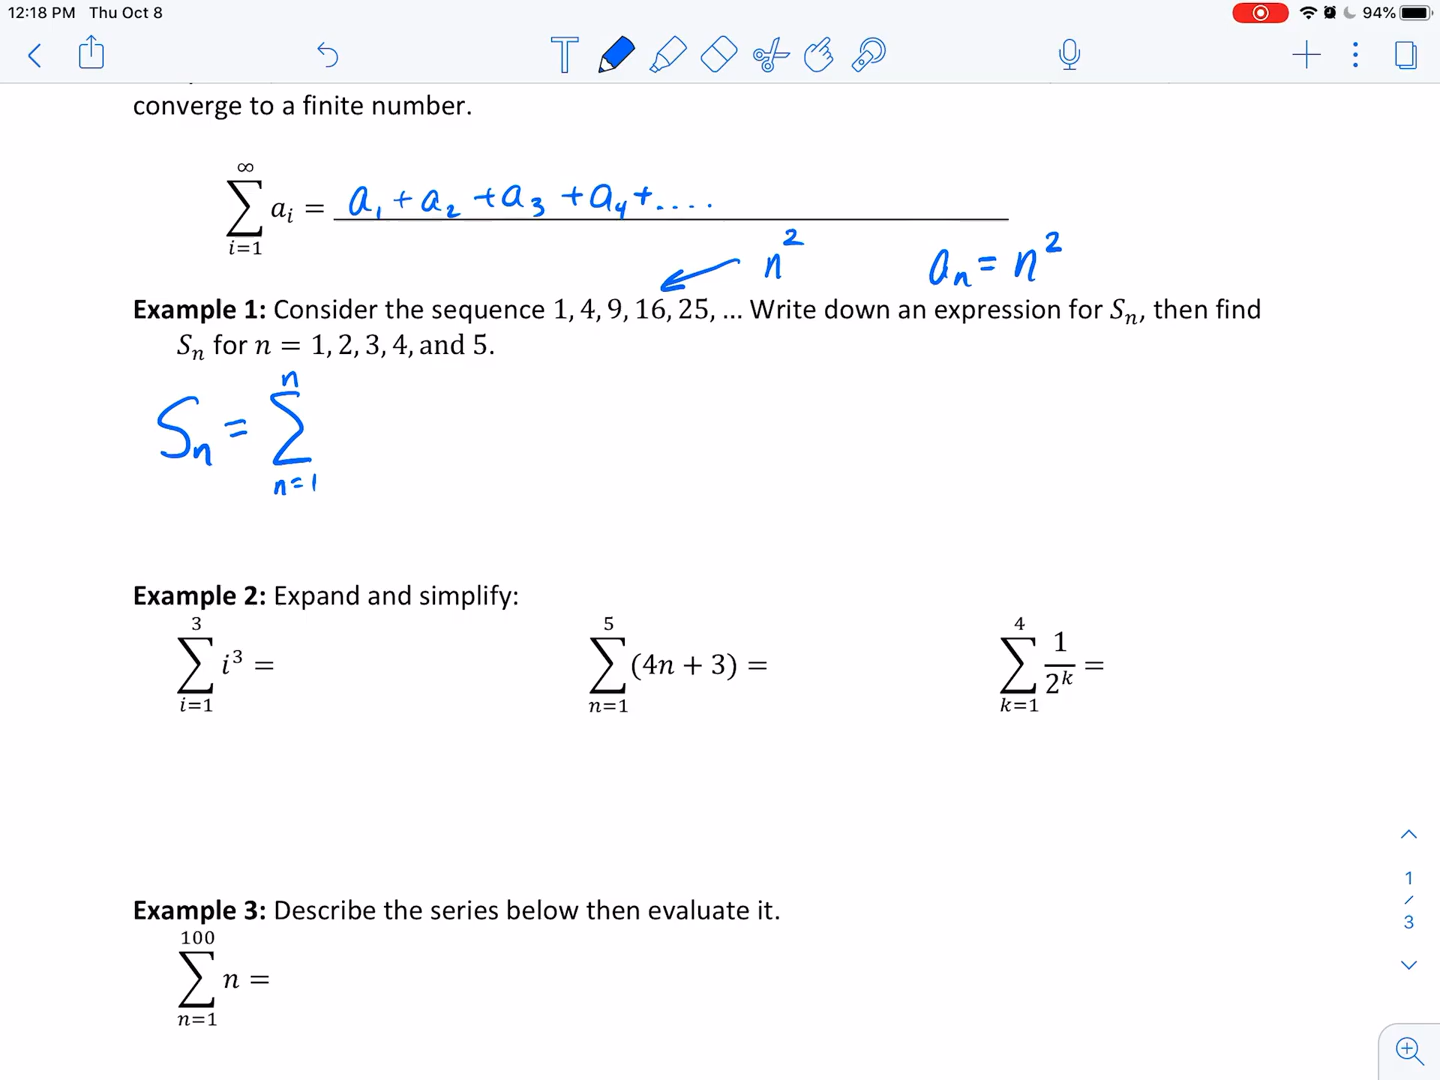 12:18 PM Thu Oct 8 94%
T
converge to a finite number.
∞
∑ aᵢ = a₁ + a₂ + a₃ + a₄ + ....
i=1
n² aₙ = n²
Example 1: Consider the sequence 1, 4, 9, 16, 25, ... Write down an expression for Sₙ, then find
Sₙ for n = 1, 2, 3, 4, and 5.
n
Sₙ = ∑
n=1
Example 2: Expand and simplify:
3 5 4
∑ i³ = ∑ (4n + 3) = ∑ 1/2ᵏ =
i=1 n=1 k=1
1
/
3
Example 3: Describe the series below then evaluate it.
100
∑ n =
n=1